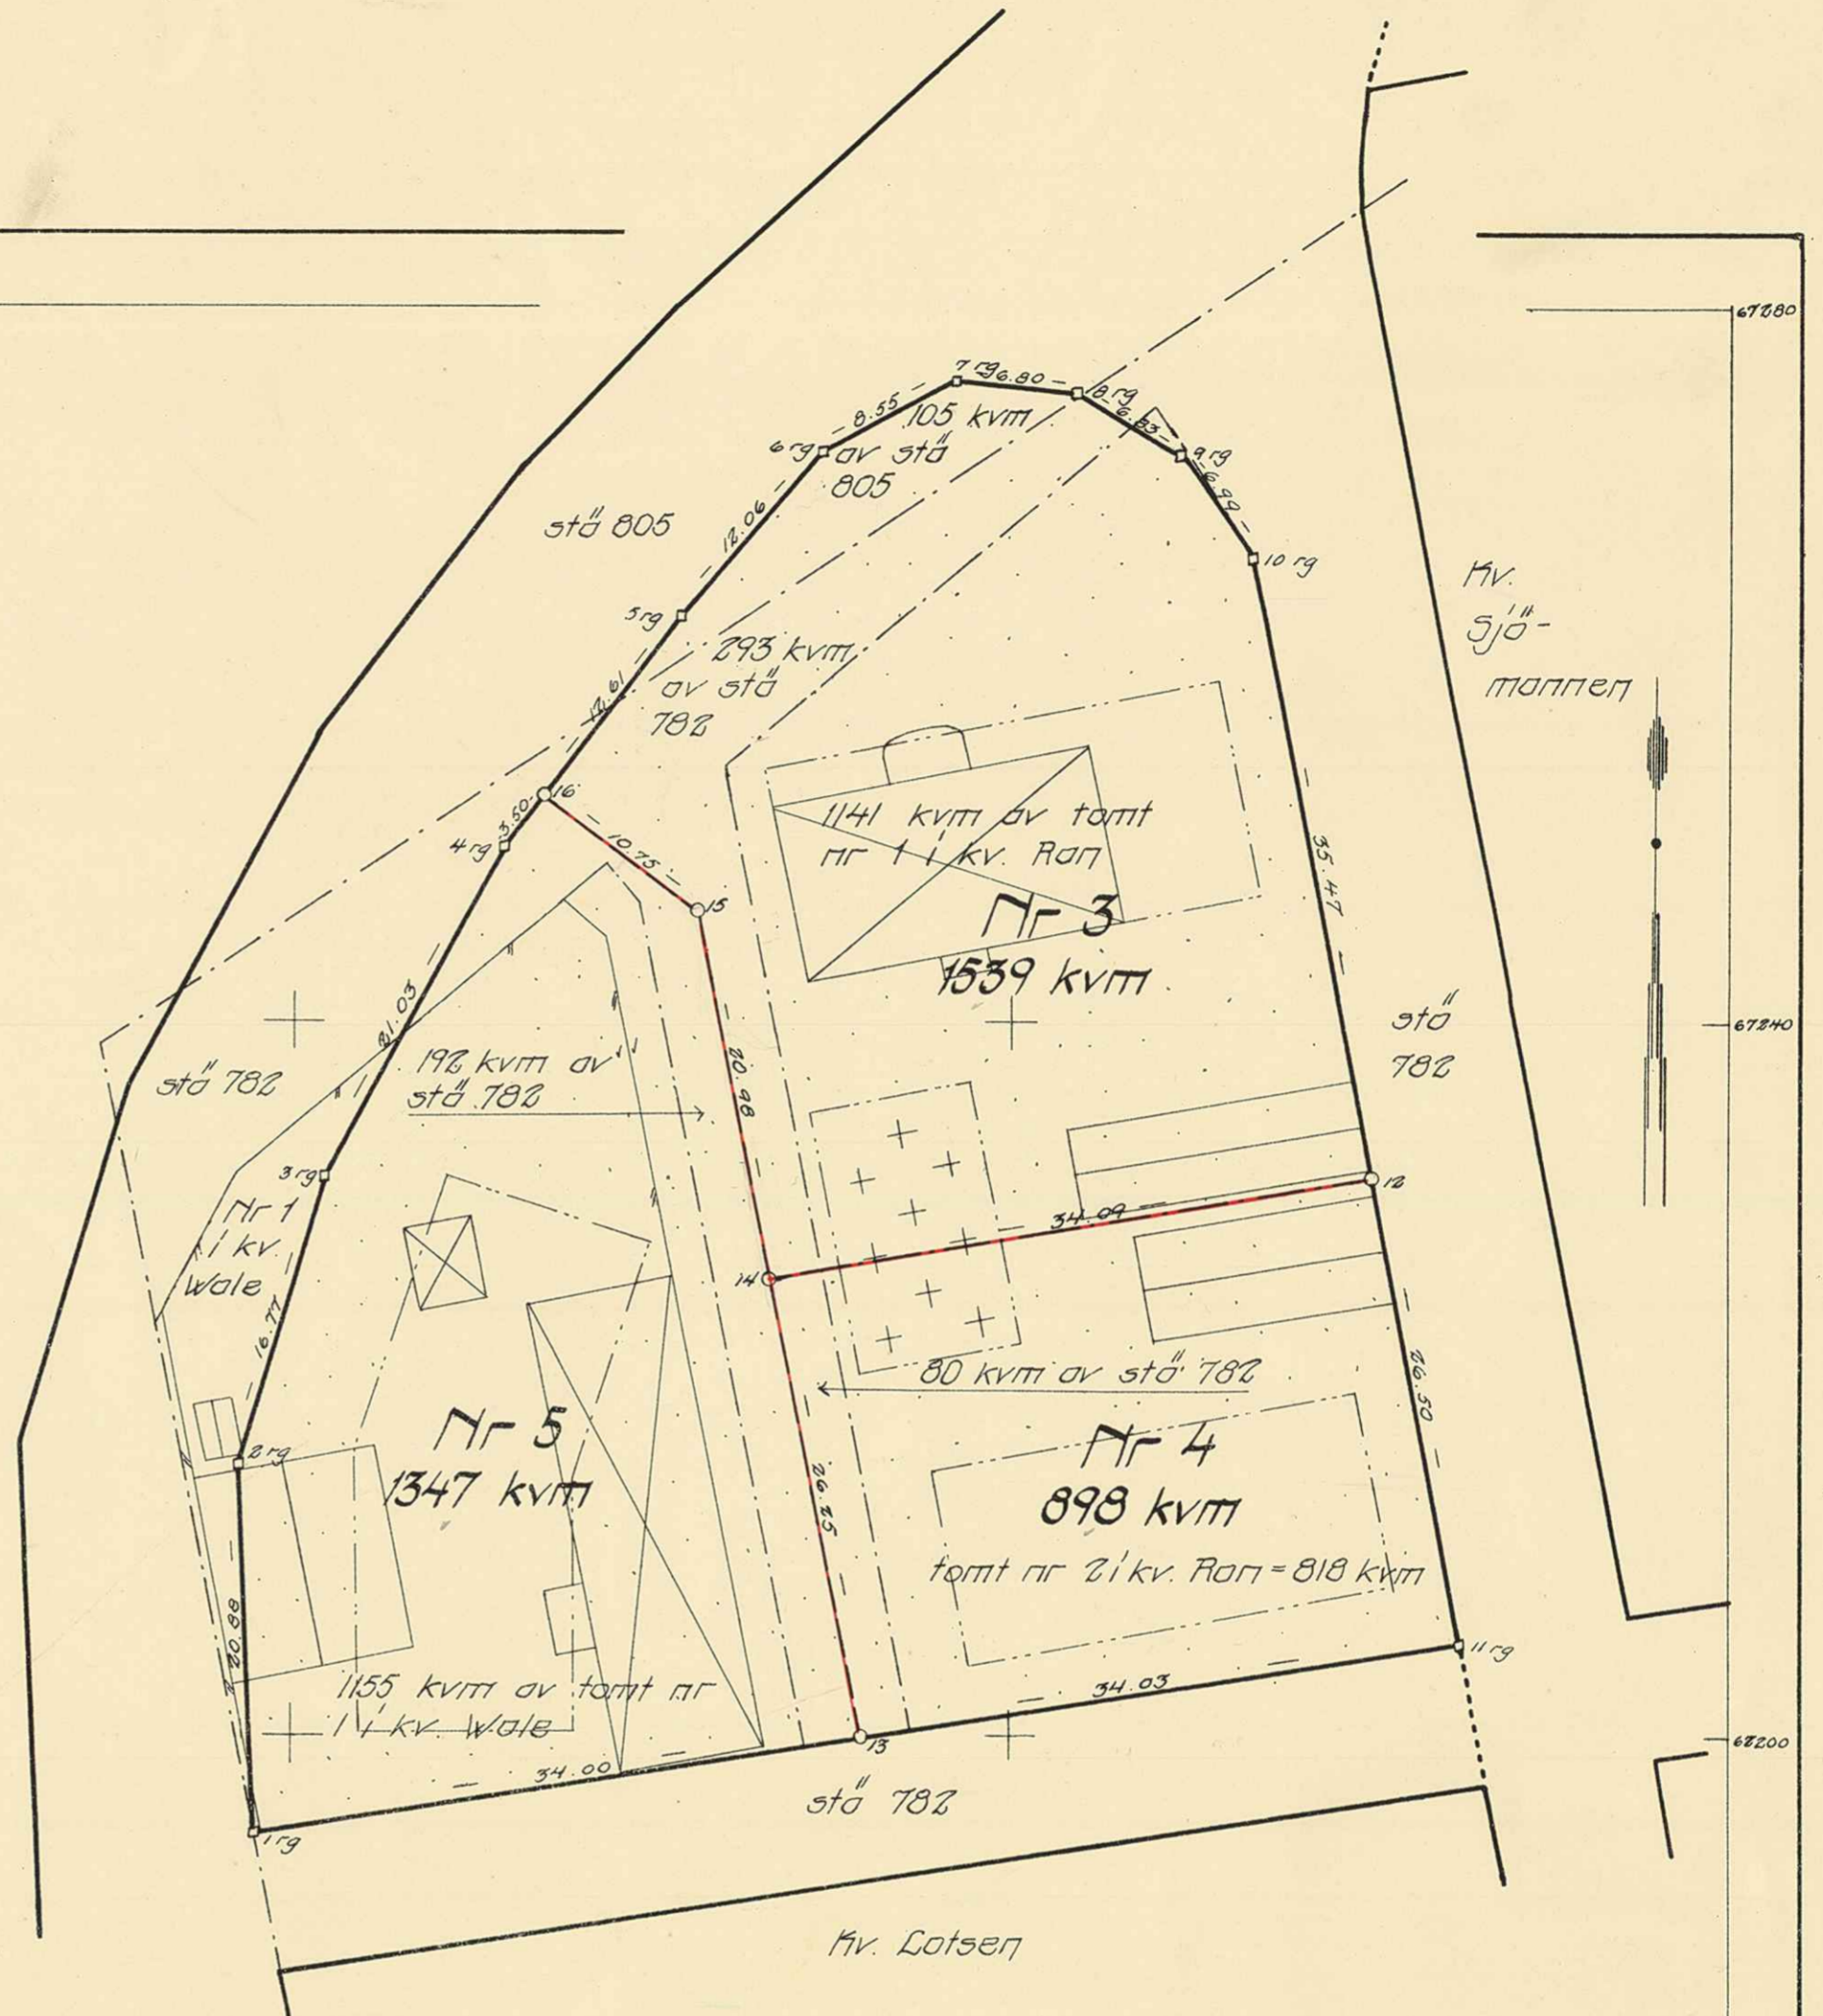 67280
7 rg
6.80
8 rg
8.55
105 kvm
6.83
6 rg
av stä
9 rg
805
6.99
stä 805
12.06
10 rg
Kv.
Sjö-
mannen
5 rg
293 kvm
av stä
782
12.61
16
3.50
4 rg
10.75
1141 kvm av tomt
nr 1 i kv. Ran
35.47
15
Nr 3
1539 kvm
21.03
stä
782
67240
192 kvm av
stä 782
stä 782
20.98
3 rg
12
Nr 1
i kv.
Wale
34.09
14
16.77
80 kvm av stä 782
26.50
Nr 5
1347 kvm
Nr 4
898 kvm
2 rg
26.25
tomt nr 2 i kv. Ran = 818 kvm
20.88
11 rg
1155 kvm av tomt nr
1 i kv. Wale
34.03
13
67200
34.00
stä 782
1 rg
Kv. Lotsen